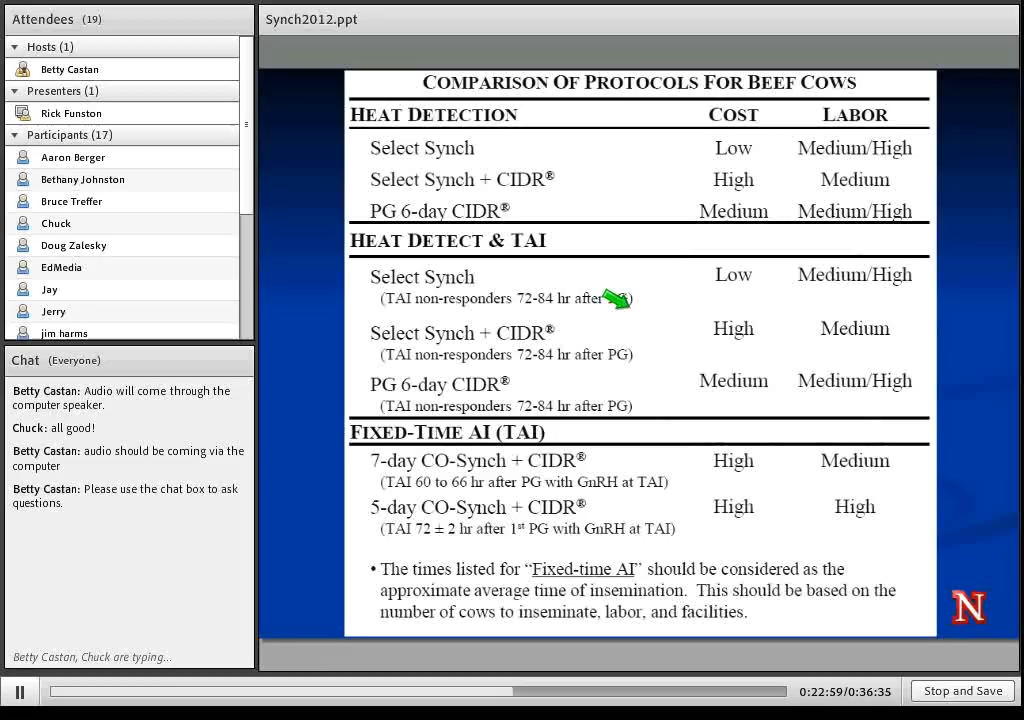 Attendees (19)
Hosts (1)
Betty Castan
Presenters (1)
Rick Funston
Participants (17)
Aaron Berger
Bethany Johnston
Bruce Treffer
Chuck
Doug Zalesky
EdMedia
Jay
Jerry
jim harms
Chat (Everyone)
Betty Castan: Audio will come through the
computer speaker.
Chuck: all good!
Betty Castan: audio should be coming via the
computer
Betty Castan: Please use the chat box to ask
questions.
Betty Castan, Chuck are typing...
Synch2012.ppt
COMPARISON OF PROTOCOLS FOR BEEF COWS
HEAT DETECTION COST LABOR
Select Synch Low Medium/High
Select Synch + CIDR® High Medium
PG 6-day CIDR® Medium Medium/High
HEAT DETECT & TAI
Select Synch Low Medium/High
(TAI non-responders 72-84 hr after
Select Synch + CIDR® High Medium
(TAI non-responders 72-84 hr after PG)
PG 6-day CIDR® Medium Medium/High
(TAI non-responders 72-84 hr after PG)
FIXED-TIME AI (TAI)
7-day CO-Synch + CIDR® High Medium
(TAI 60 to 66 hr after PG with GnRH at TAI)
5-day CO-Synch + CIDR® High High
(TAI 72 ± 2 hr after 1st PG with GnRH at TAI)
• The times listed for “Fixed-time AI” should be considered as the
approximate average time of insemination. This should be based on the
number of cows to inseminate, labor, and facilities.
N
0:22:59/0:36:35
Stop and Save